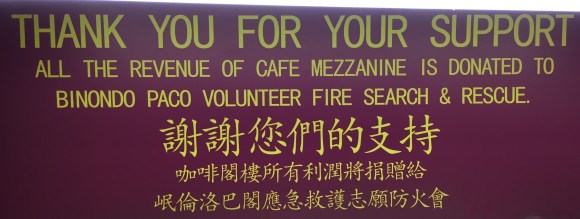 THANK YOU FOR YOUR SUPPORT
ALL THE REVENUE OF CAFE MEZZANINE IS DONATED TO
BINONDO PACO VOLUNTEER FIRE SEARCH & RESCUE.
謝謝您們的支持
咖啡閣樓所有利潤將捐贈給
岷倫洛巴閣應急救護志願防火會